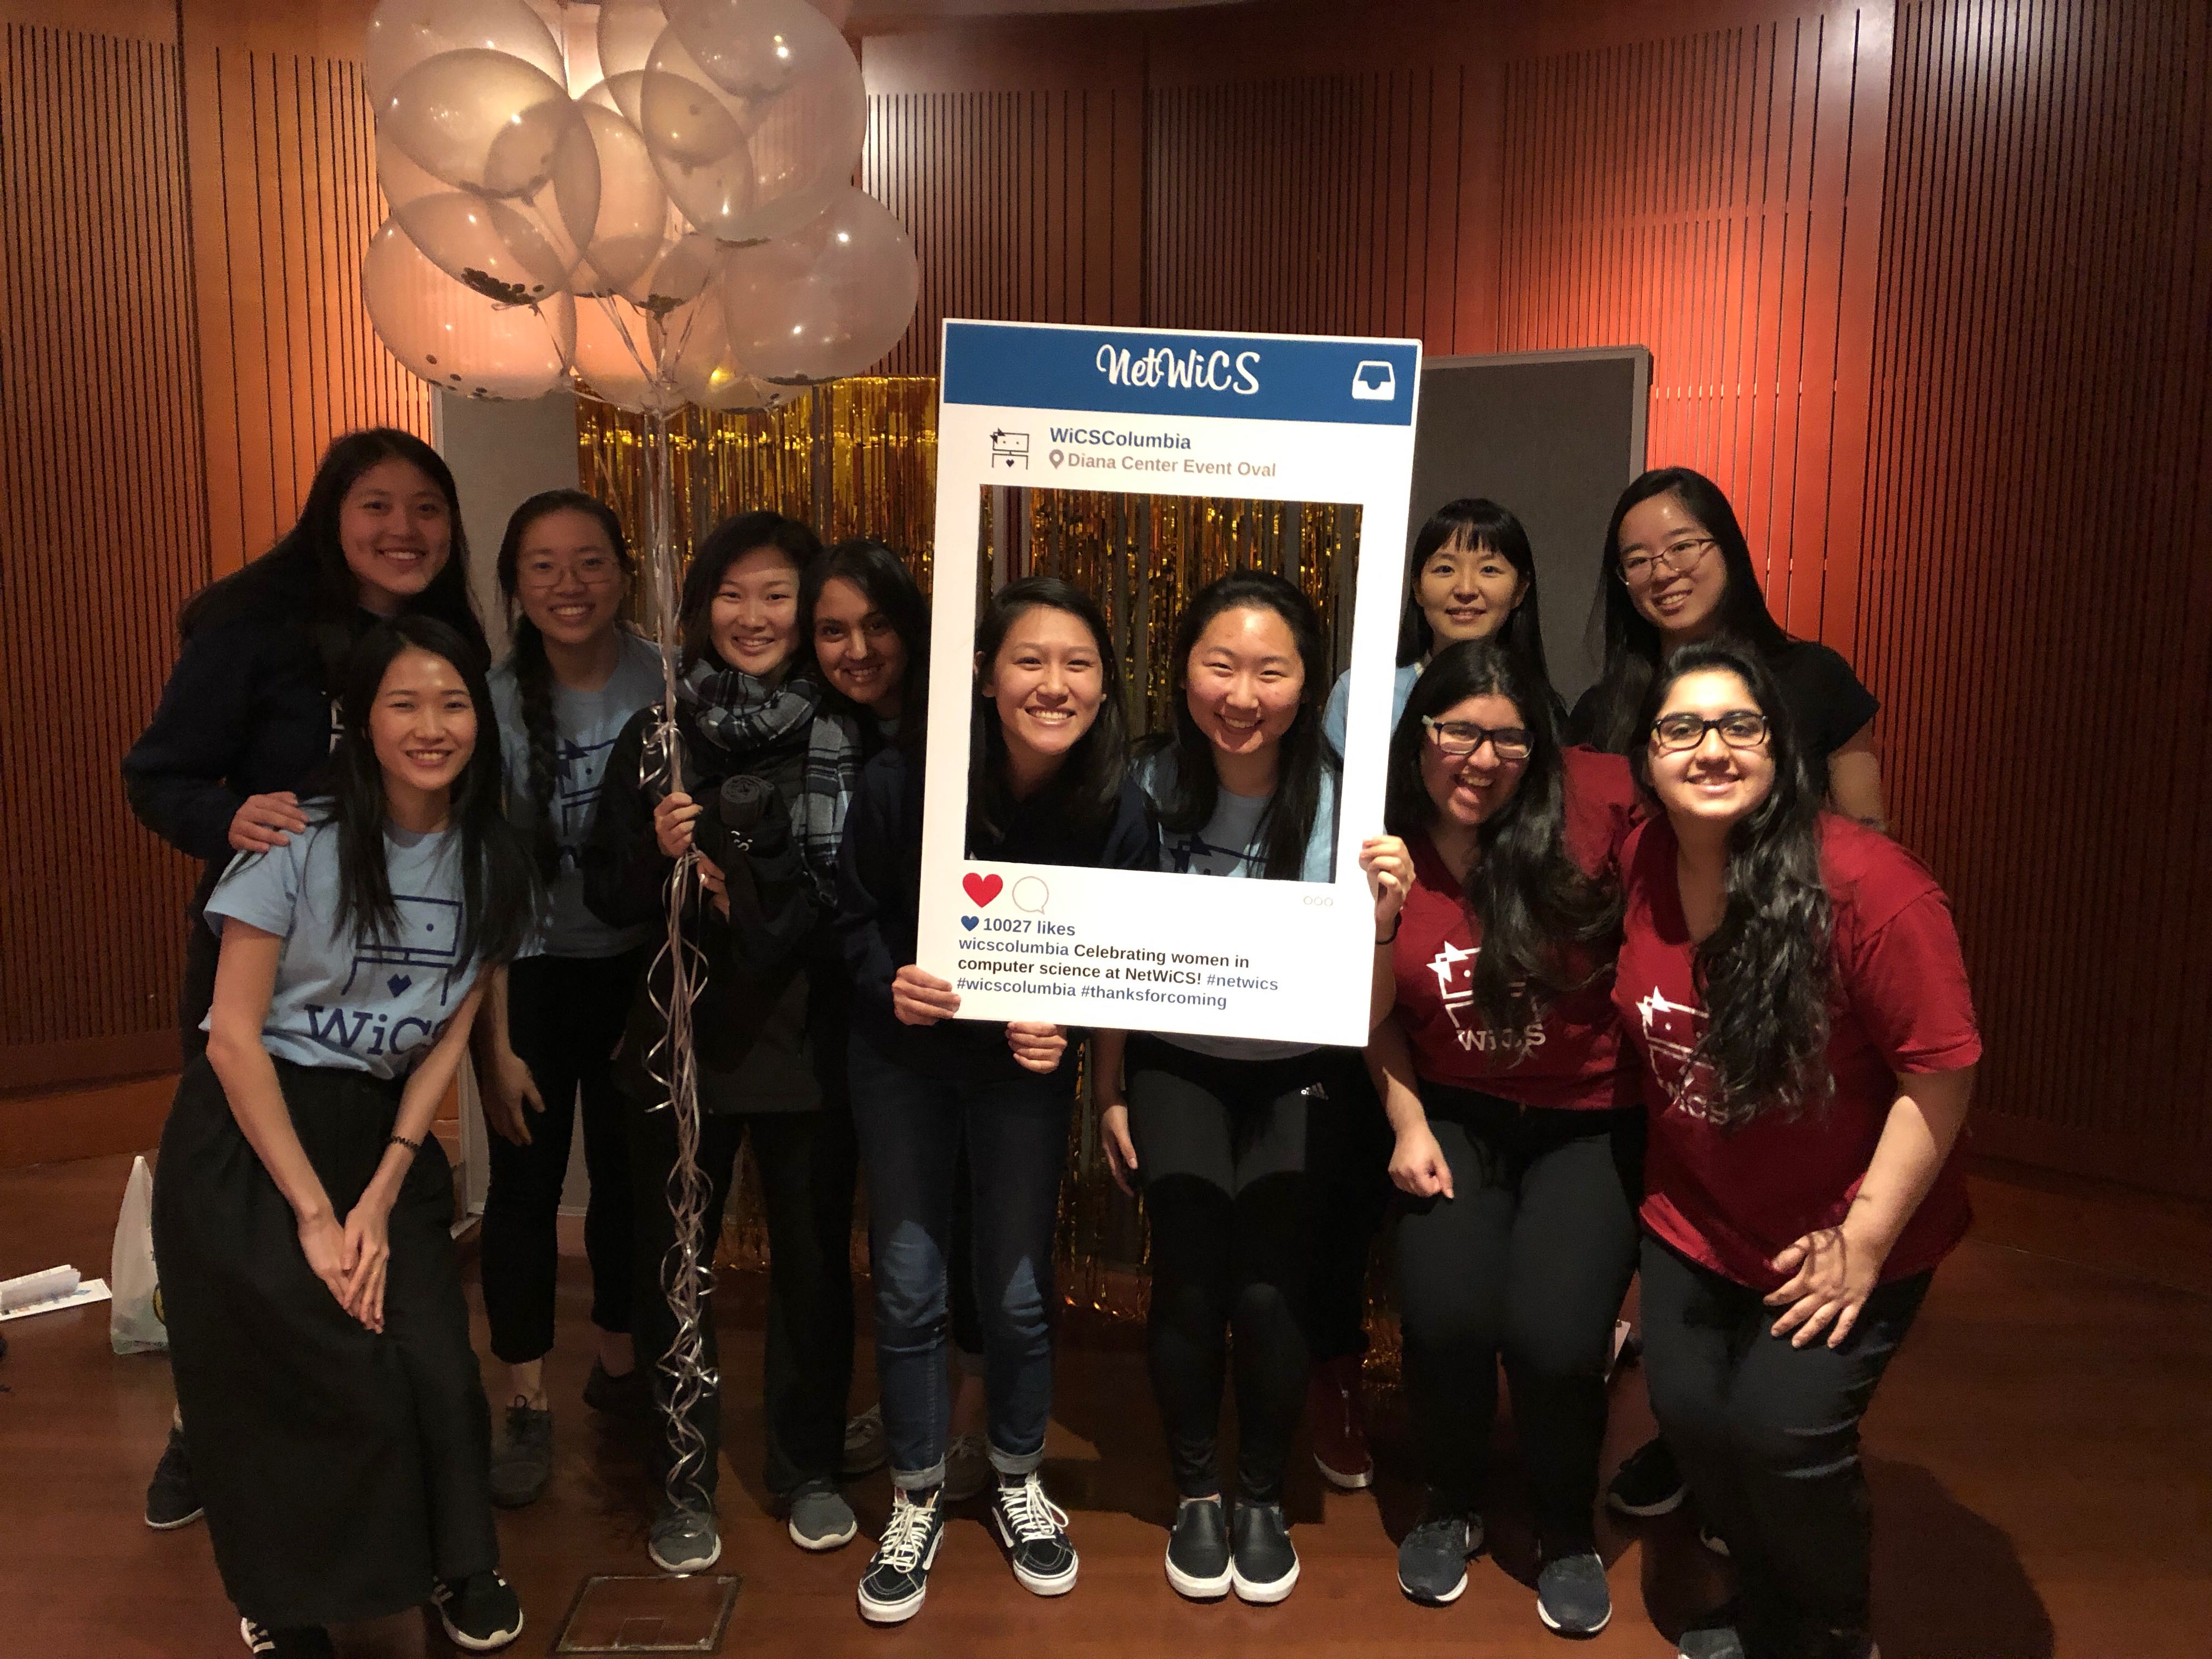 NetWiCS
WiCSColumbia
Diana Center Event Oval
10027 likes
wicscolumbia Celebrating women in
computer science at NetWiCS! #netwics
#wicscolumbia #thanksforcoming
WiCS
WiCS
WiCS